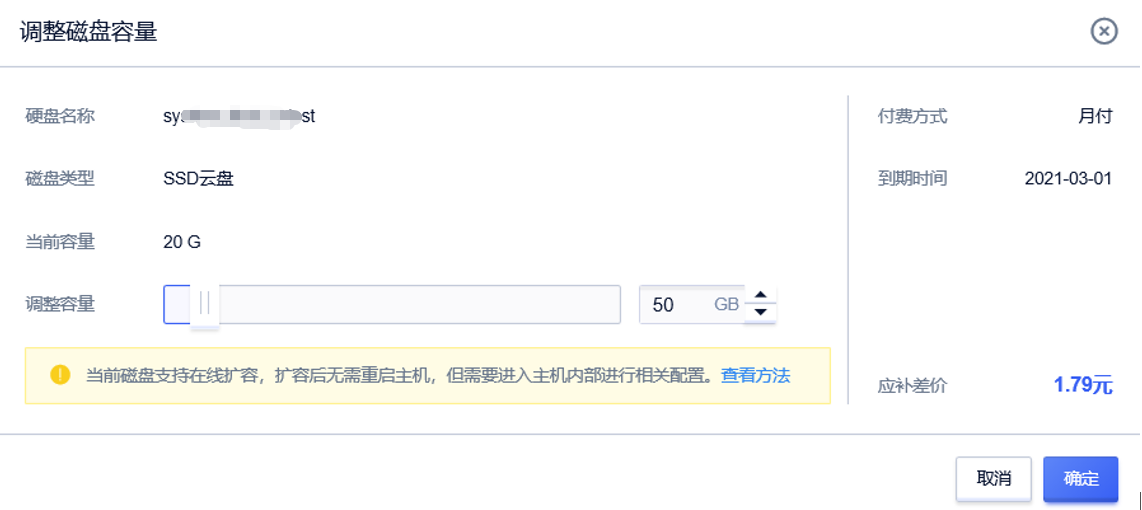 调整磁盘容量
硬盘名称
磁盘类型 SSD云盘
当前容量 20 G
调整容量 50 GB
当前磁盘支持在线扩容，扩容后无需重启主机，但需要进入主机内部进行相关配置。查看方法
付费方式 月付
到期时间 2021-03-01
应补差价 1.79元
取消 确定